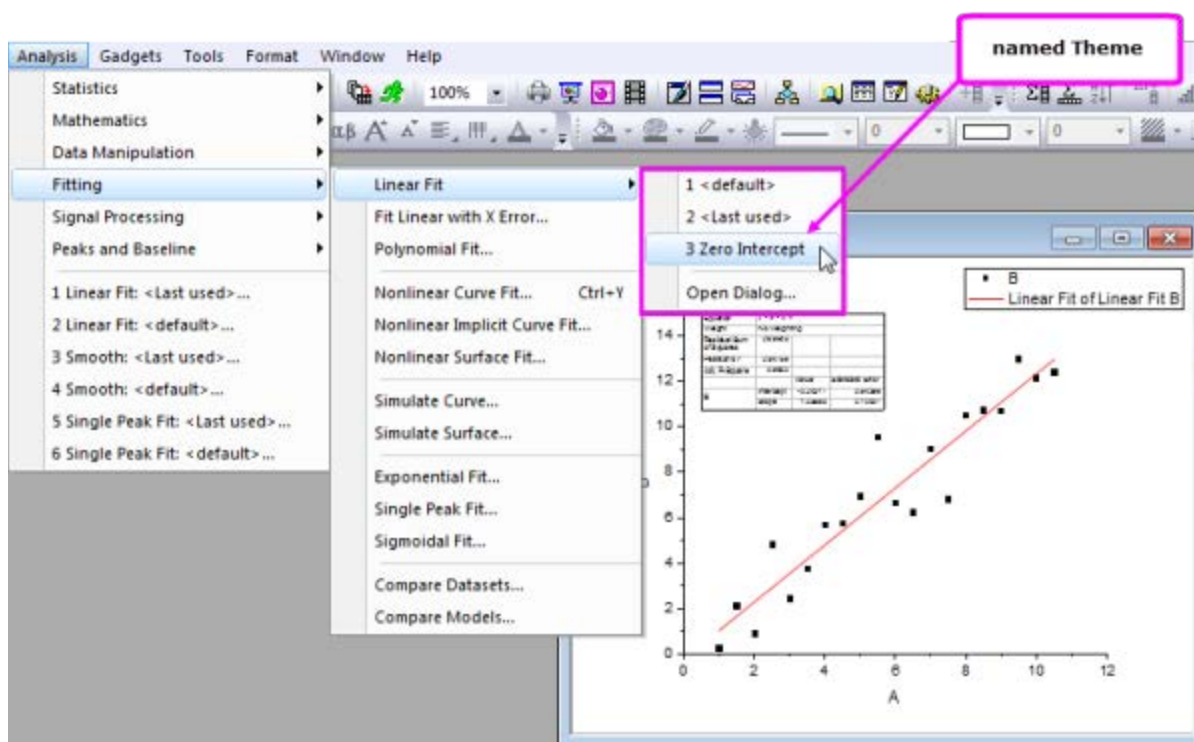 named Theme
Analysis Gadgets Tools Format Window Help
Statistics
Mathematics
Data Manipulation
Fitting
Signal Processing
Peaks and Baseline
1 Linear Fit: <Last used>...
2 Linear Fit: <default>...
3 Smooth: <Last used>...
4 Smooth: <default>...
5 Single Peak Fit: <Last used>...
6 Single Peak Fit: <default>...
100%
αβ A A
0 0
Linear Fit
Fit Linear with X Error...
Polynomial Fit...
Nonlinear Curve Fit... Ctrl+Y
Nonlinear Implicit Curve Fit...
Nonlinear Surface Fit...
Simulate Curve...
Simulate Surface...
Exponential Fit...
Single Peak Fit...
Sigmoidal Fit...
Compare Datasets...
Compare Models...
1 <default>
2 <Last used>
3 Zero Intercept
Open Dialog...
B
Linear Fit of Linear Fit B
14
12
10
8
6
4
2
0
0 2 4 6 8 10 12
A